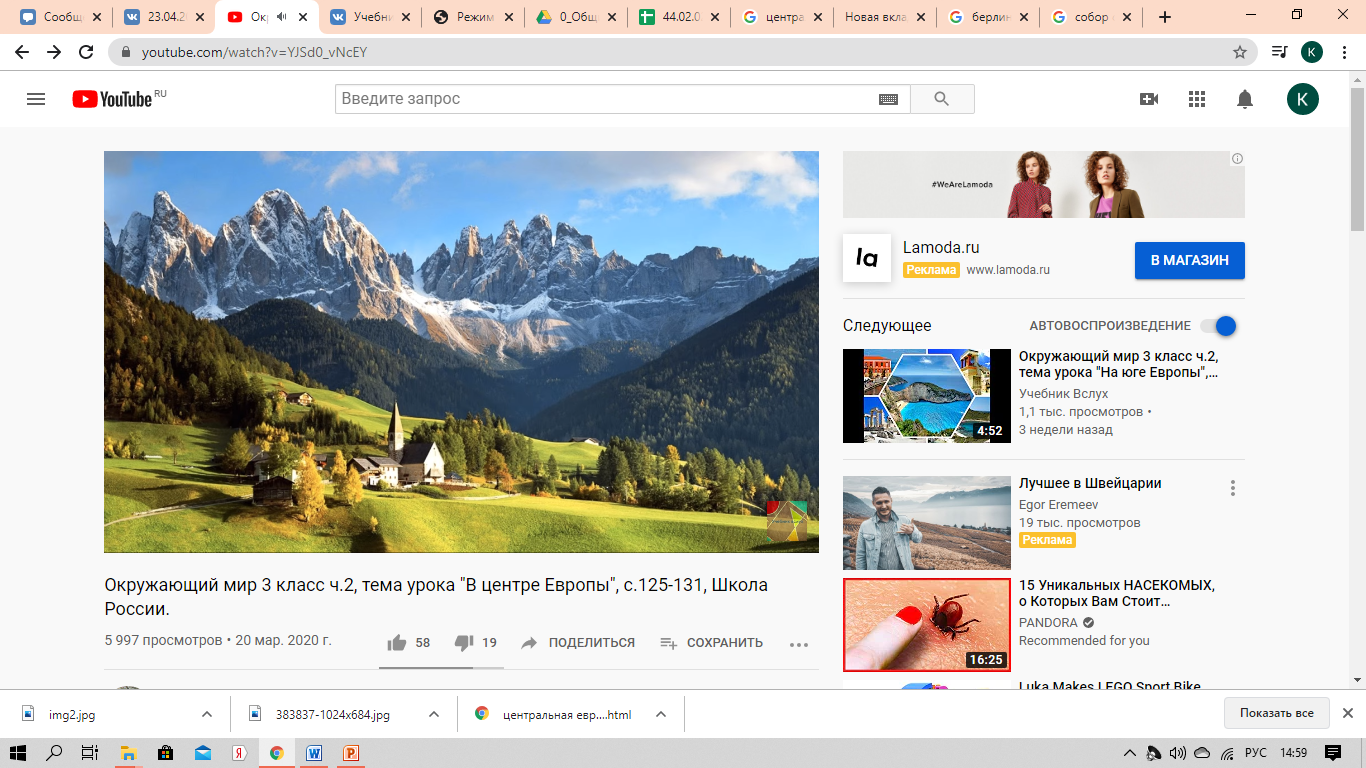 Сообщ
23.04.2
Окр
Учебни
Режим
0_Общ
44.02.0
центра
Новая вкла
берлин
собор
youtube.com/watch?v=YJSd0_vNcEY
K
YouTube RU
Введите запрос
K
#WeAreLamoda
la
Lamoda.ru
Реклама www.lamoda.ru
В МАГАЗИН
Следующее
АВТОВОСПРОИЗВЕДЕНИЕ
4:52
Окружающий мир 3 класс ч.2,
тема урока "На юге Европы",...
Учебник Вслух
1,1 тыс. просмотров •
3 недели назад
Лучшее в Швейцарии
Egor Eremeev
19 тыс. просмотров
Реклама
16:25
15 Уникальных НАСЕКОМЫХ,
о Которых Вам Стоит...
PANDORA
Recommended for you
Luka Makes LEGO Sport Bike
Окружающий мир 3 класс ч.2, тема урока "В центре Европы", с.125-131, Школа
России.
5 997 просмотров • 20 мар. 2020 г.
58
19
ПОДЕЛИТЬСЯ
СОХРАНИТЬ
img2.jpg
383837-1024x684.jpg
центральная евр....html
Показать все
Я
W
P
РУС
14:59